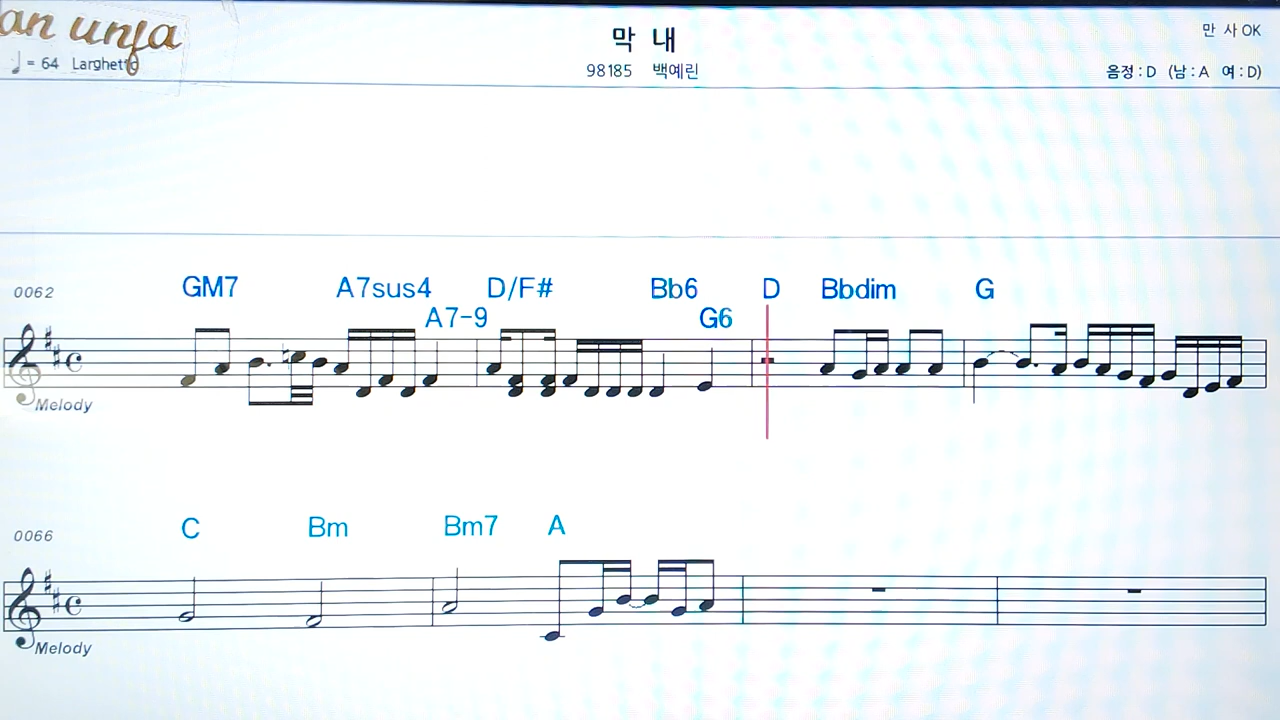 an unfa
♩ = 64 Larghetto
막 내
98185 백예린
만 사 OK
음정 : D (남 : A 여 : D)
0062
GM7 A7sus4 D/F# Bb6 D Bbdim G
A7-9 G6
Melody
0066
C Bm Bm7 A
Melody